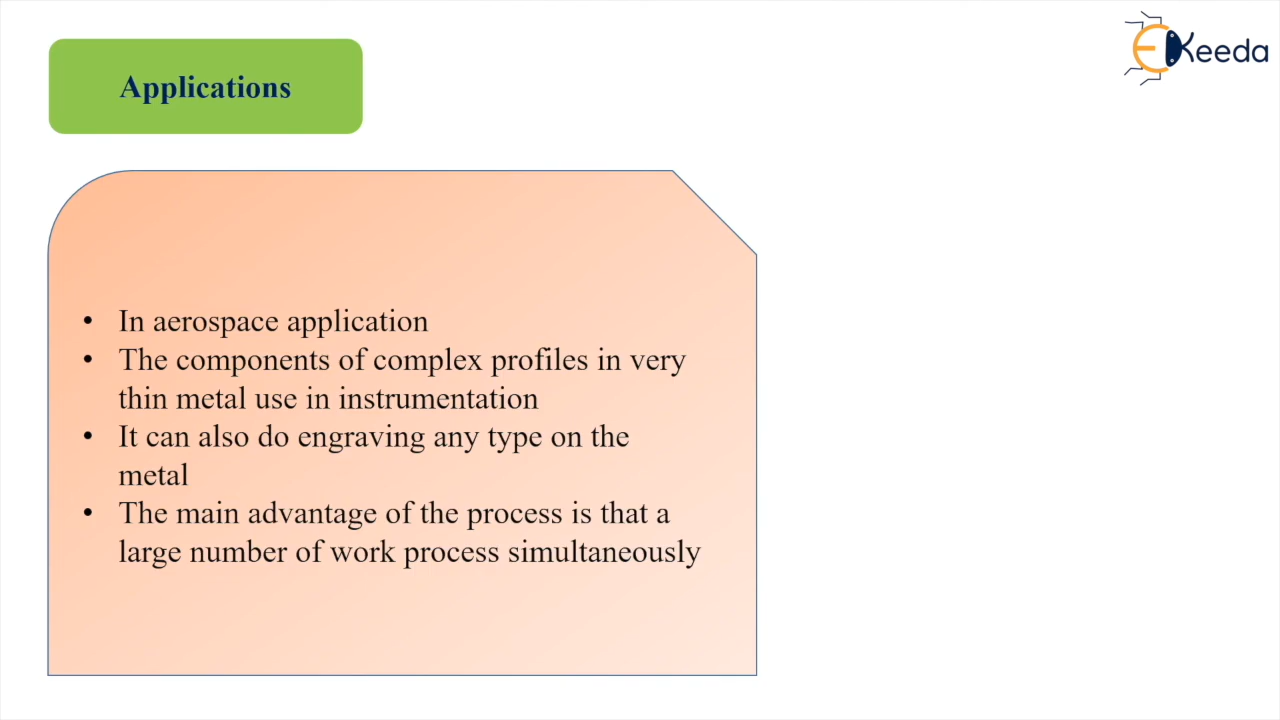 Applications
EKeeda
• In aerospace application
• The components of complex profiles in very
thin metal use in instrumentation
• It can also do engraving any type on the
metal
• The main advantage of the process is that a
large number of work process simultaneously